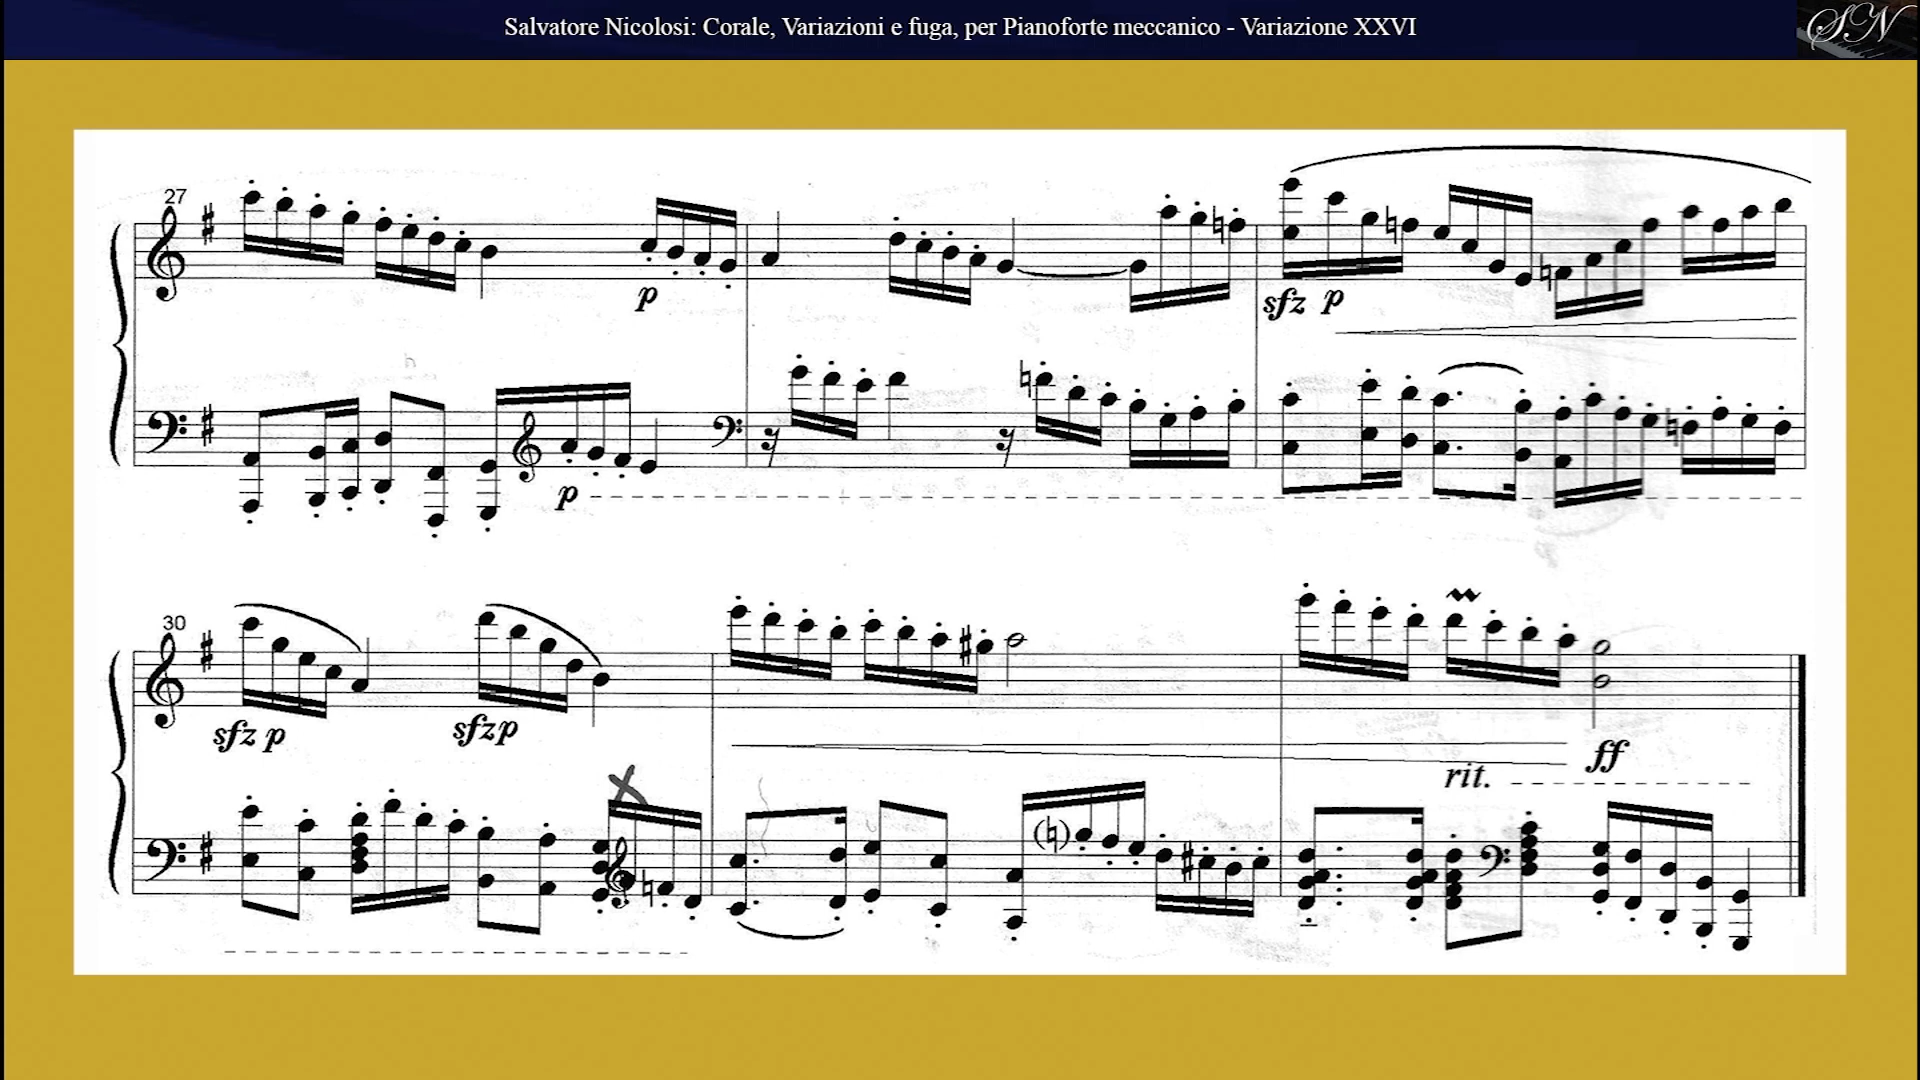 Salvatore Nicolosi: Corale, Variazioni e fuga, per Pianoforte meccanico - Variazione XXVI
SN
27
p
sfz p
p
30
sfz p
sfzp
rit.
ff